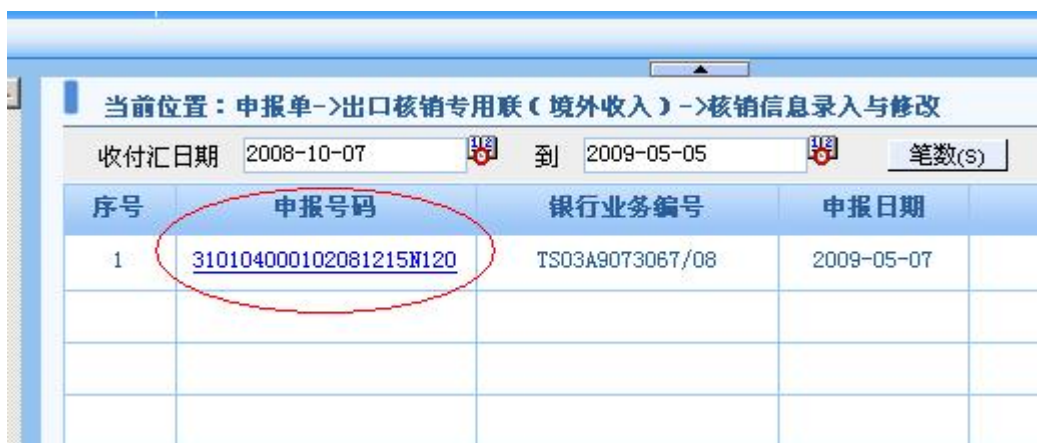 当前位置：申报单->出口核销专用联（境外收入）->核销信息录入与修改
收付汇日期 2008-10-07 到 2009-05-05 笔数(S)
序号 申报号码 银行业务编号 申报日期
1 310104000102081215N120 TS03A9073067/08 2009-05-07